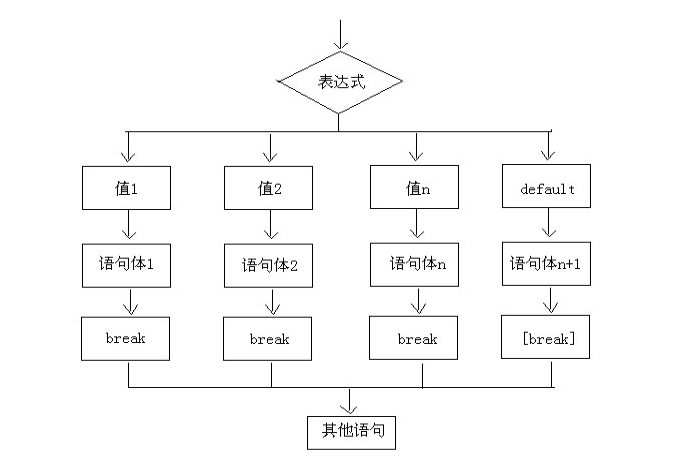 表达式
值1
值2
值n
default
语句体1
语句体2
语句体n
语句体n+1
break
break
break
[break]
其他语句